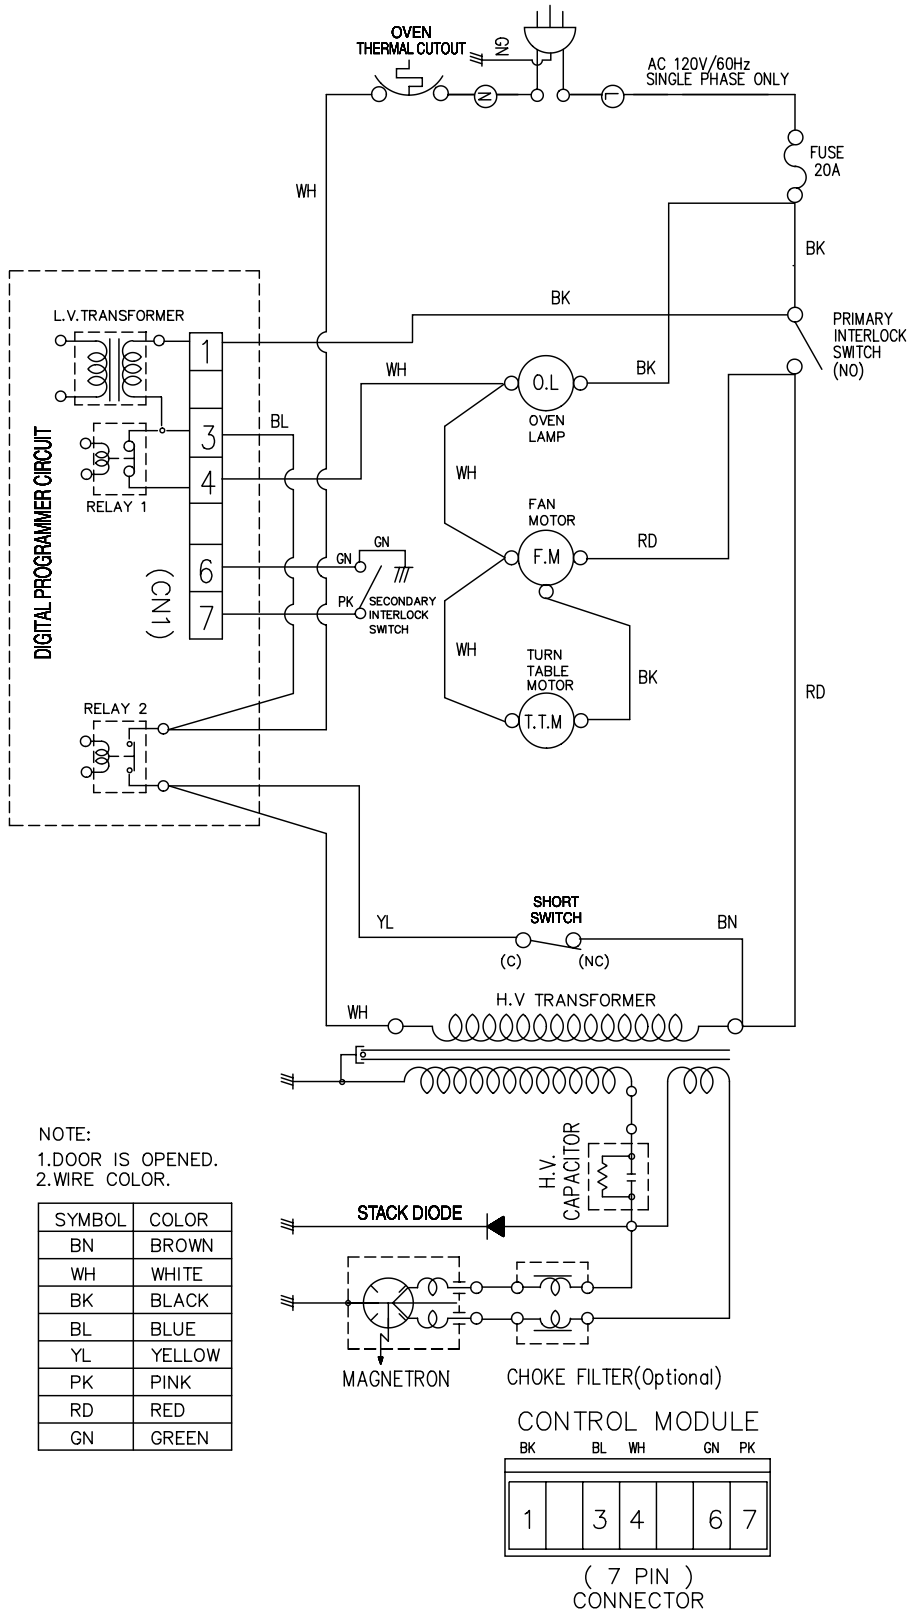 OVEN
THERMAL CUTOUT
GN
N
L
AC 120V/60Hz
SINGLE PHASE ONLY
FUSE
20A
WH
BK
BK
PRIMARY
INTERLOCK
SWITCH
(NO)
L.V.TRANSFORMER
1
WH
O.L
BK
OVEN
LAMP
3
BL
4
RELAY 1
WH
FAN
MOTOR
F.M
RD
DIGITAL PROGRAMMER CIRCUIT
(CN1)
6
GN
GN
7
PK
SECONDARY
INTERLOCK
SWITCH
WH
TURN
TABLE
MOTOR
T.T.M
BK
RD
RELAY 2
YL
SHORT
SWITCH
BN
(C)
(NC)
H.V TRANSFORMER
WH
H.V.
CAPACITOR
STACK DIODE
MAGNETRON
CHOKE FILTER(Optional)
NOTE:
1.DOOR IS OPENED.
2.WIRE COLOR.
SYMBOL COLOR
BN BROWN
WH WHITE
BK BLACK
BL BLUE
YL YELLOW
PK PINK
RD RED
GN GREEN
CONTROL MODULE
BK BL WH GN PK
1 3 4 6 7
( 7 PIN )
CONNECTOR